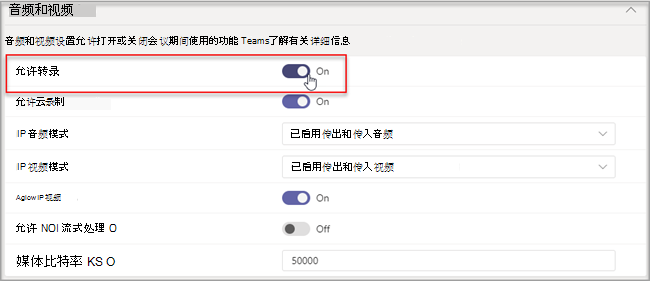 音频和视频
音频和视频设置允许打开或关闭会议期间使用的功能 Teams了解有关详细信息
允许转录 On
允许云录制 On
IP 音频模式 已启用传出和传入音频
IP 视频模式 已启用传出和传入视频
Aglow IP 视频 On
允许 NOI 流式处理 O Off
媒体比特率 KS O 50000